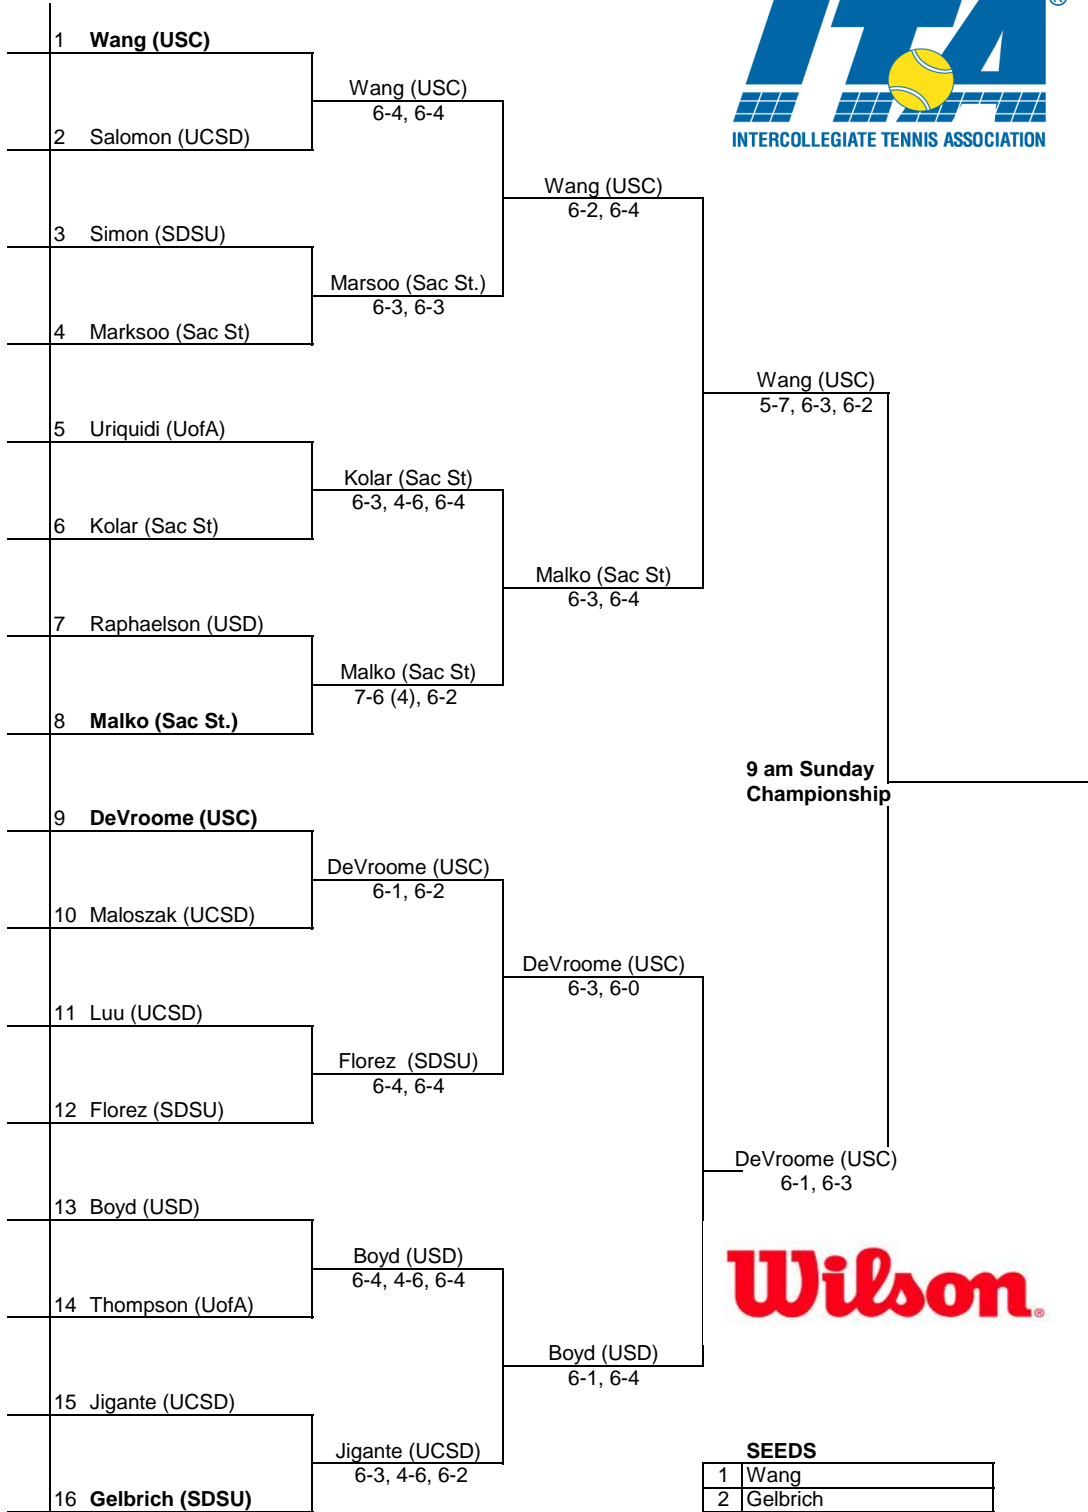 ITA®
INTERCOLLEGIATE TENNIS ASSOCIATION
1 Wang (USC)
Wang (USC)
6-4, 6-4
2 Salomon (UCSD)
Wang (USC)
6-2, 6-4
3 Simon (SDSU)
Marsoo (Sac St.)
6-3, 6-3
4 Marksoo (Sac St)
Wang (USC)
5-7, 6-3, 6-2
5 Uriquidi (UofA)
Kolar (Sac St)
6-3, 4-6, 6-4
6 Kolar (Sac St)
Malko (Sac St)
6-3, 6-4
7 Raphaelson (USD)
Malko (Sac St)
7-6 (4), 6-2
8 Malko (Sac St.)
9 am Sunday
Championship
9 DeVroome (USC)
DeVroome (USC)
6-1, 6-2
10 Maloszak (UCSD)
DeVroome (USC)
6-3, 6-0
11 Luu (UCSD)
Florez (SDSU)
6-4, 6-4
12 Florez (SDSU)
DeVroome (USC)
6-1, 6-3
13 Boyd (USD)
Boyd (USD)
6-4, 4-6, 6-4
Wilson®
14 Thompson (UofA)
Boyd (USD)
6-1, 6-4
15 Jigante (UCSD)
Jigante (UCSD)
6-3, 4-6, 6-2
16 Gelbrich (SDSU)
SEEDS
1 Wang
2 Gelbrich